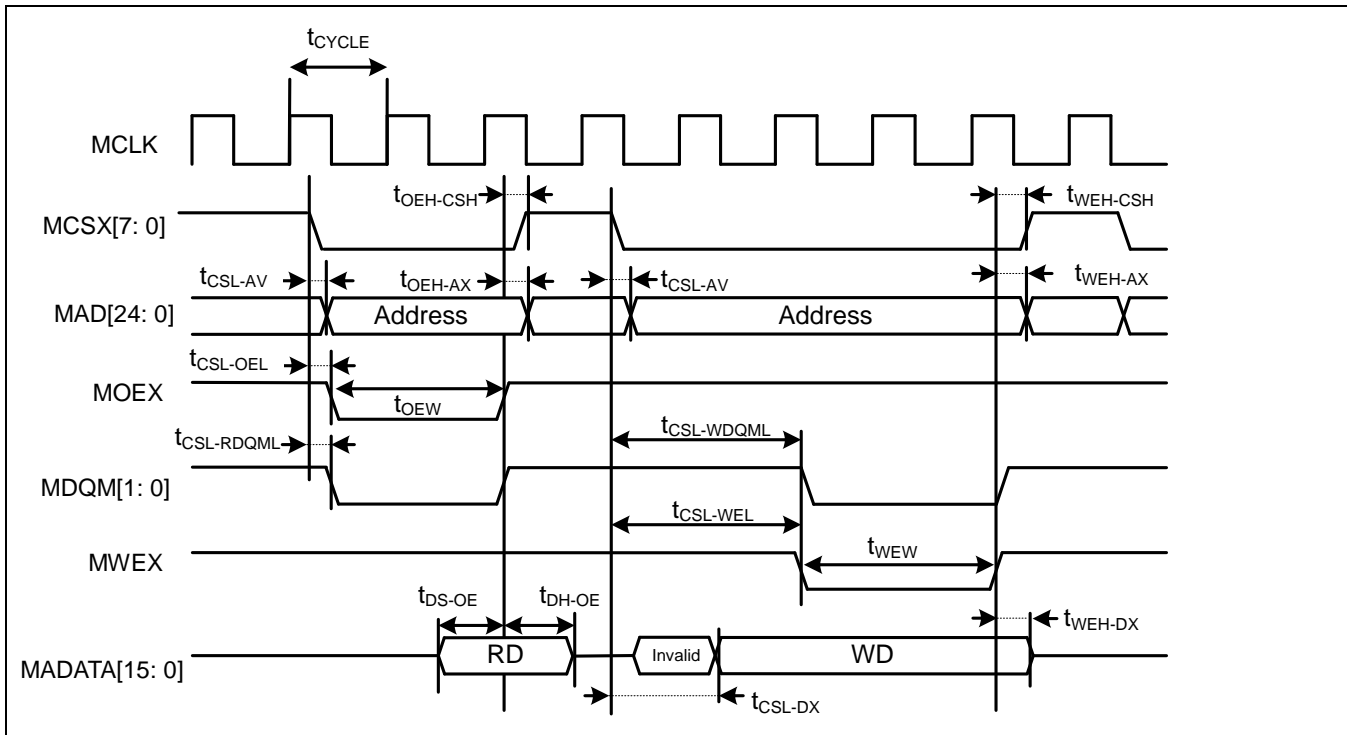 tCYCLE
MCLK
tOEH-CSH
tWEH-CSH
MCSX[7: 0]
tCSL-AV
tOEH-AX
tCSL-AV
tWEH-AX
MAD[24: 0]
Address
Address
tCSL-OEL
MOEX
tOEW
tCSL-RDQML
tCSL-WDQML
MDQM[1: 0]
tCSL-WEL
MWEX
tWEW
tDS-OE
tDH-OE
tWEH-DX
MADATA[15: 0]
RD
Invalid
WD
tCSL-DX